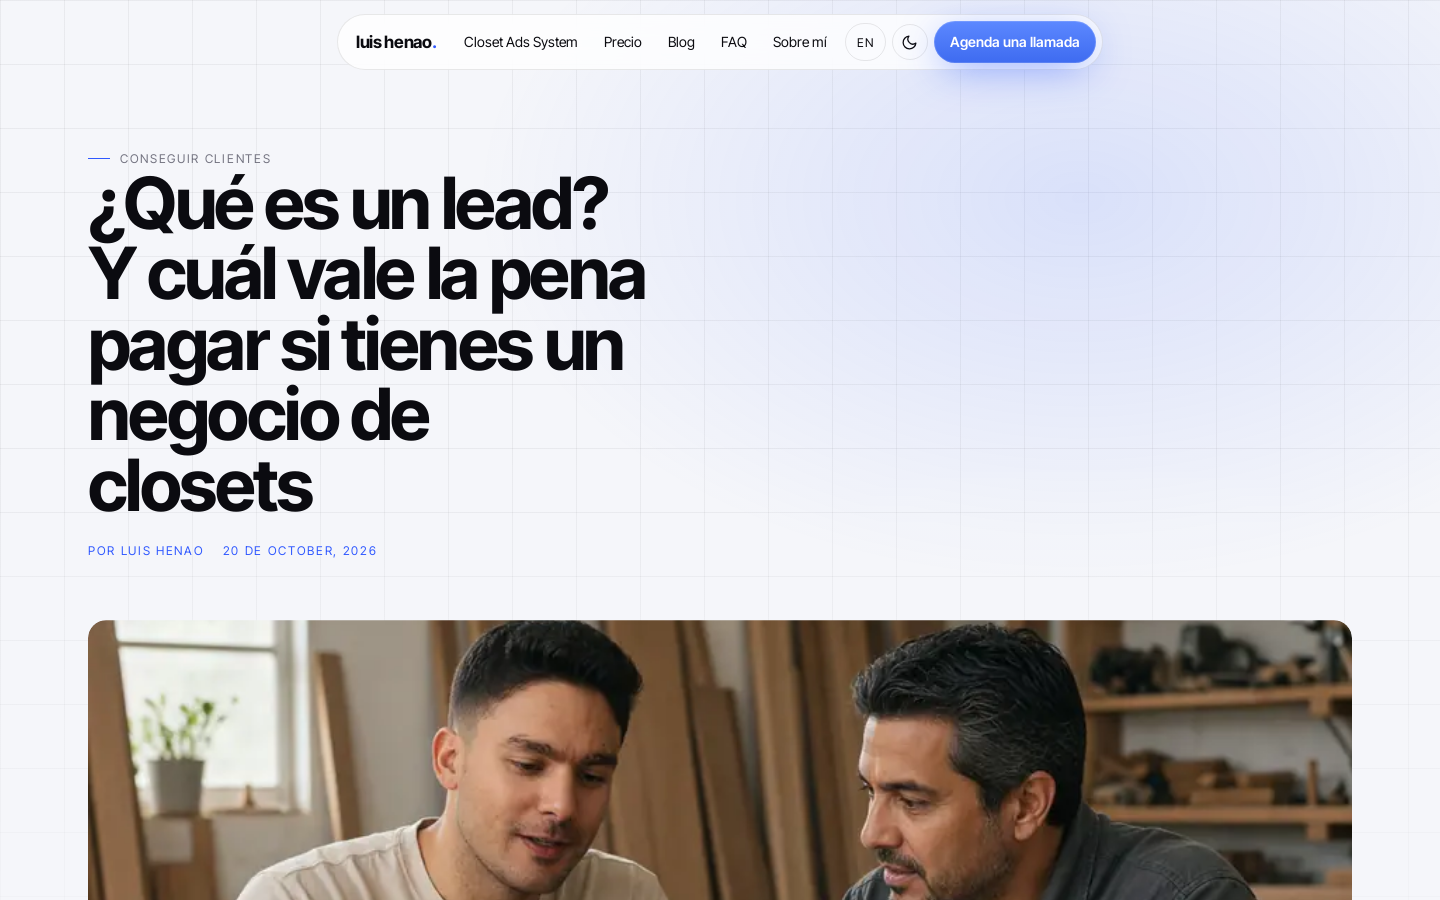 luis henao.
Closet Ads System
Precio
Blog
FAQ
Sobre mí
EN
Agenda una llamada
CONSEGUIR CLIENTES
¿Qué es un lead?
Y cuál vale la pena
pagar si tienes un
negocio de
closets
POR LUIS HENAO 20 DE OCTOBER, 2026